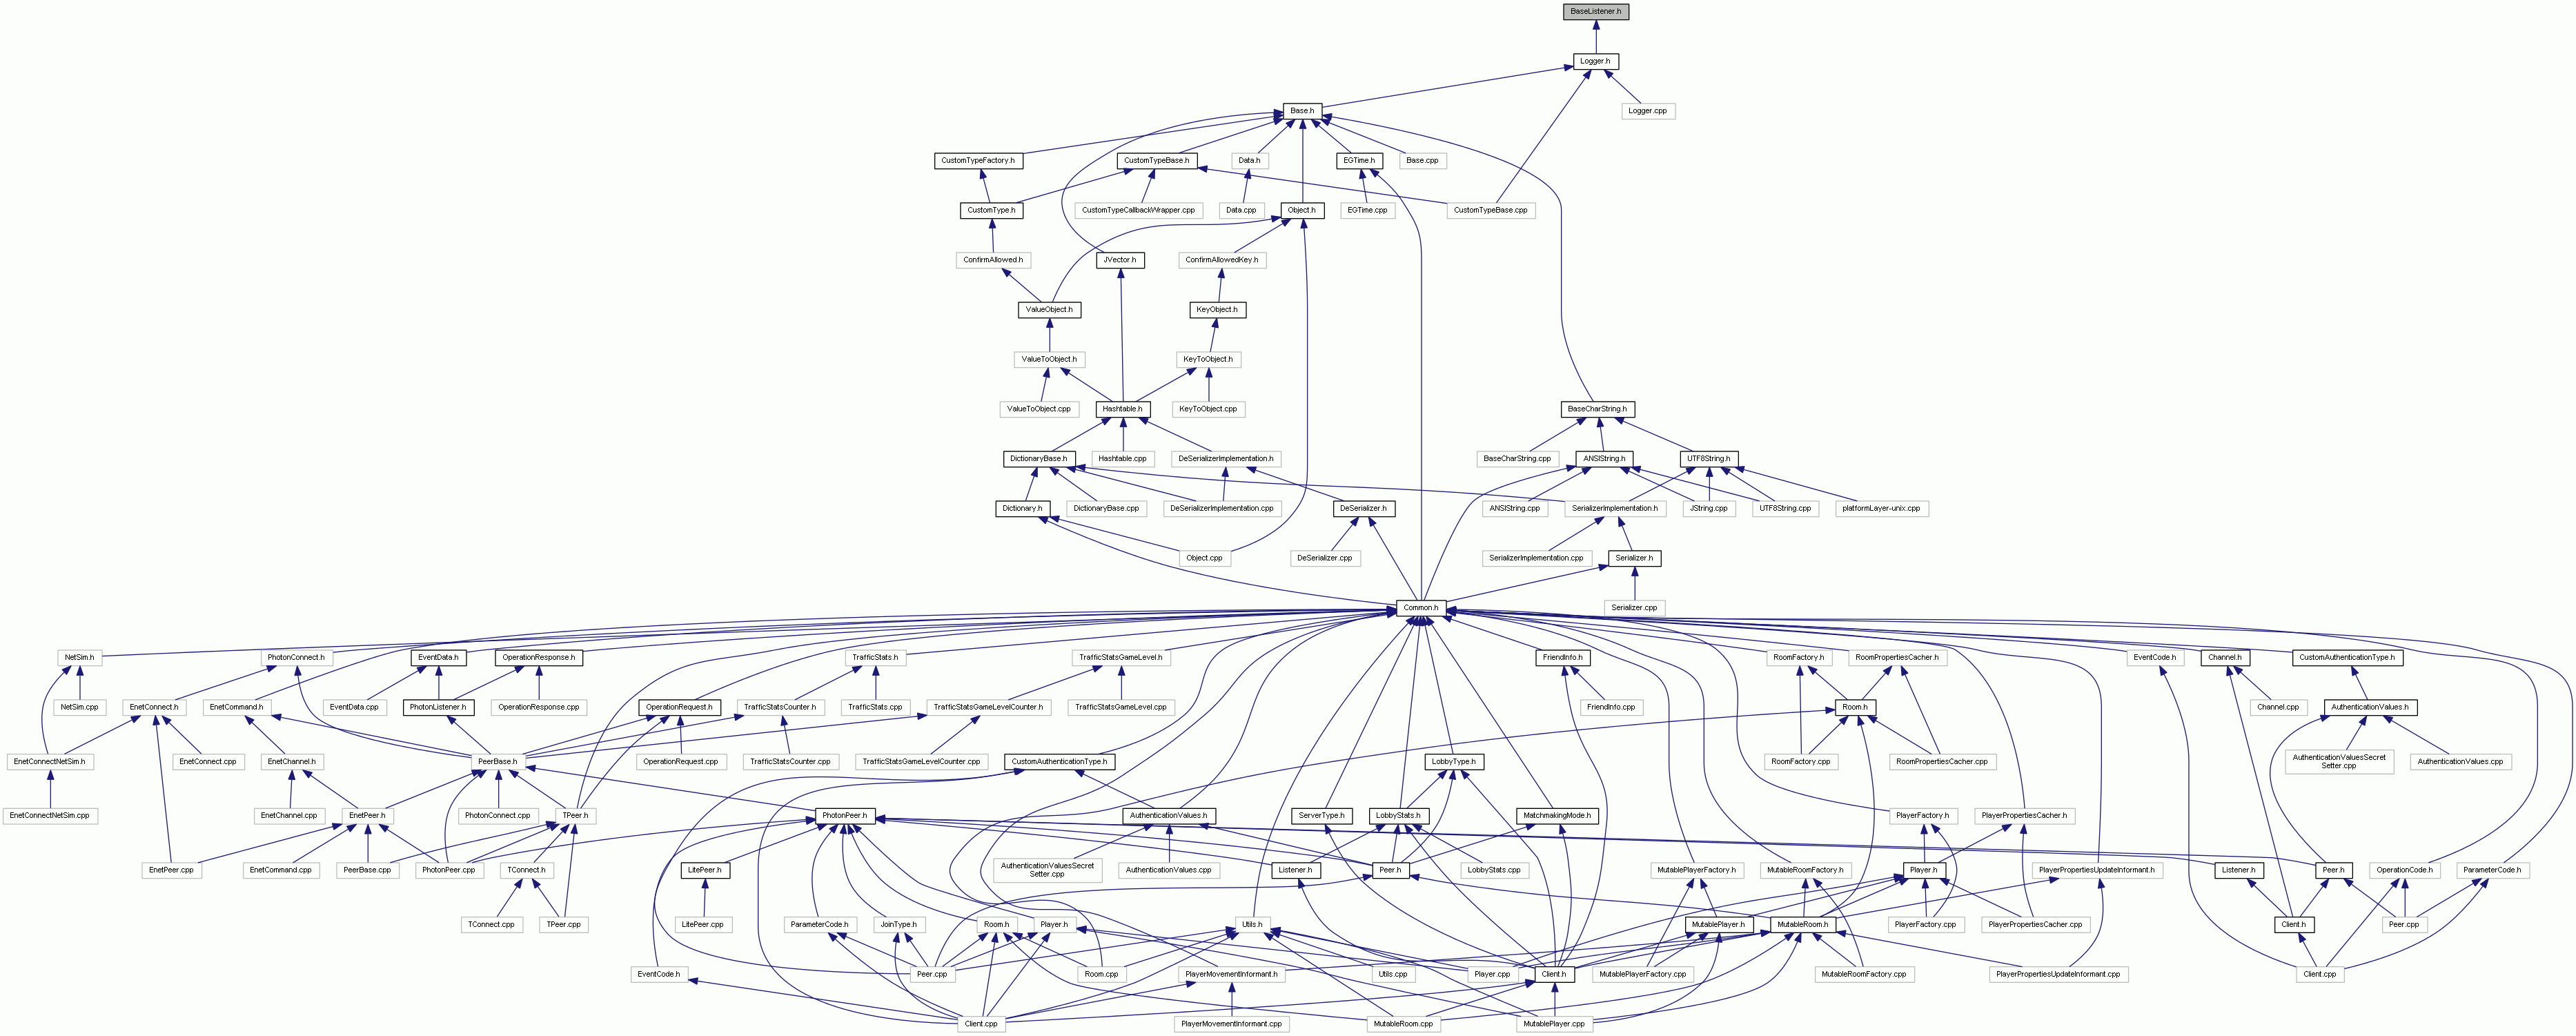 BaseListener.h
Logger.h
Base.h
Logger.cpp
CustomTypeFactory.h
CustomTypeBase.h
Data.h
EGTime.h
Base.cpp
CustomType.h
CustomTypeCallbackWrapper.cpp
Data.cpp
Object.h
EGTime.cpp
CustomTypeBase.cpp
ConfirmAllowed.h
JVector.h
ConfirmAllowedKey.h
ValueObject.h
KeyObject.h
ValueToObject.h
KeyToObject.h
ValueToObject.cpp
Hashtable.h
KeyToObject.cpp
BaseCharString.h
DictionaryBase.h
Hashtable.cpp
DeSerializerImplementation.h
BaseCharString.cpp
ANSIString.h
UTF8String.h
Dictionary.h
DictionaryBase.cpp
DeSerializerImplementation.cpp
DeSerializer.h
ANSIString.cpp
SerializerImplementation.h
JString.cpp
UTF8String.cpp
platformLayer-unix.cpp
Object.cpp
DeSerializer.cpp
SerializerImplementation.cpp
Serializer.h
Common.h
Serializer.cpp
NetSim.h
PhotonConnect.h
EventData.h
OperationResponse.h
TrafficStats.h
TrafficStatsGameLevel.h
FriendInfo.h
RoomFactory.h
RoomPropertiesCacher.h
EventCode.h
Channel.h
CustomAuthenticationType.h
NetSim.cpp
EnetConnect.h
EnetCommand.h
EventData.cpp
PhotonListener.h
OperationResponse.cpp
OperationRequest.h
TrafficStatsCounter.h
TrafficStats.cpp
TrafficStatsGameLevelCounter.h
TrafficStatsGameLevel.cpp
FriendInfo.cpp
Room.h
Channel.cpp
AuthenticationValues.h
EnetConnectNetSim.h
EnetConnect.cpp
EnetChannel.h
PeerBase.h
OperationRequest.cpp
TrafficStatsCounter.cpp
TrafficStatsGameLevelCounter.cpp
CustomAuthenticationType.h
LobbyType.h
RoomFactory.cpp
RoomPropertiesCacher.cpp
AuthenticationValuesSecret
Setter.cpp
AuthenticationValues.cpp
EnetConnectNetSim.cpp
EnetChannel.cpp
EnetPeer.h
PhotonConnect.cpp
TPeer.h
PhotonPeer.h
AuthenticationValues.h
ServerType.h
LobbyStats.h
MatchmakingMode.h
PlayerFactory.h
PlayerPropertiesCacher.h
EnetPeer.cpp
EnetCommand.cpp
PeerBase.cpp
PhotonPeer.cpp
TConnect.h
LitePeer.h
AuthenticationValuesSecret
Setter.cpp
AuthenticationValues.cpp
Listener.h
Peer.h
LobbyStats.cpp
MutablePlayerFactory.h
MutableRoomFactory.h
Player.h
PlayerPropertiesUpdateInformant.h
Listener.h
Peer.h
OperationCode.h
ParameterCode.h
TConnect.cpp
TPeer.cpp
LitePeer.cpp
ParameterCode.h
JoinType.h
Room.h
Player.h
Utils.h
MutablePlayer.h
MutableRoom.h
PlayerFactory.cpp
PlayerPropertiesCacher.cpp
Client.h
Peer.cpp
EventCode.h
Peer.cpp
Room.cpp
PlayerMovementInformant.h
Utils.cpp
Player.cpp
Client.h
MutablePlayerFactory.cpp
MutableRoomFactory.cpp
PlayerPropertiesUpdateInformant.cpp
Client.cpp
Client.cpp
PlayerMovementInformant.cpp
MutableRoom.cpp
MutablePlayer.cpp